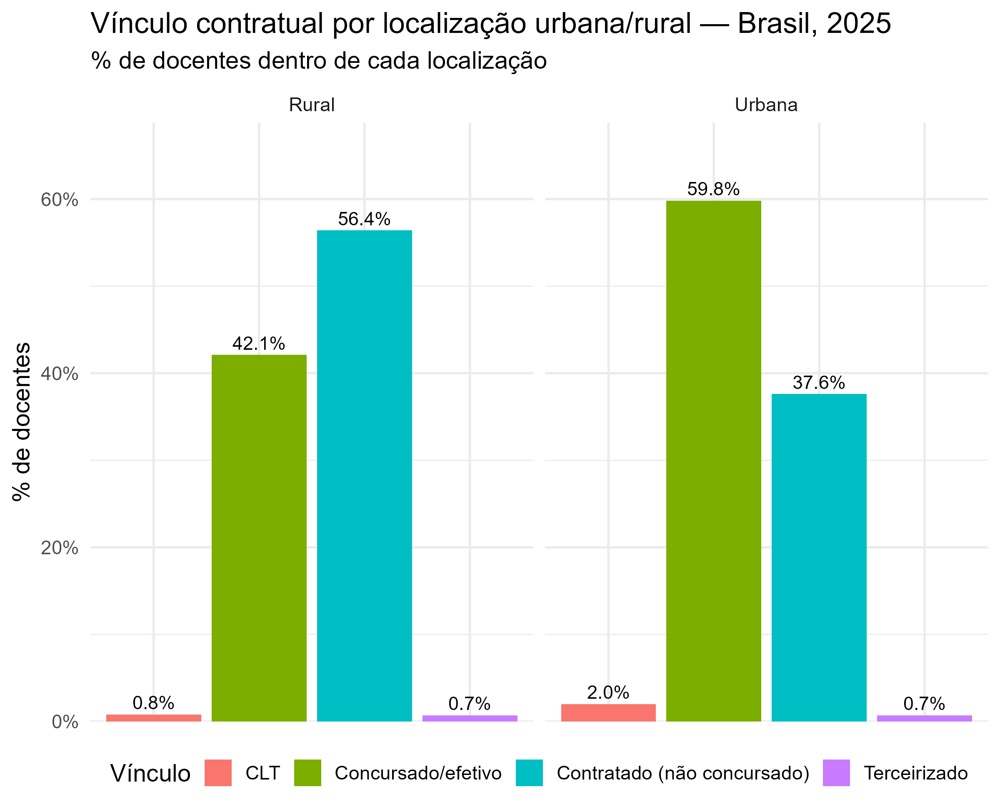 Vínculo contratual por localização urbana/rural — Brasil, 2025
% de docentes dentro de cada localização
Rural
Urbana
% de docentes
60%
40%
20%
0%
0.8%
42.1%
56.4%
0.7%
2.0%
59.8%
37.6%
0.7%
Vínculo
CLT
Concursado/efetivo
Contratado (não concursado)
Terceirizado